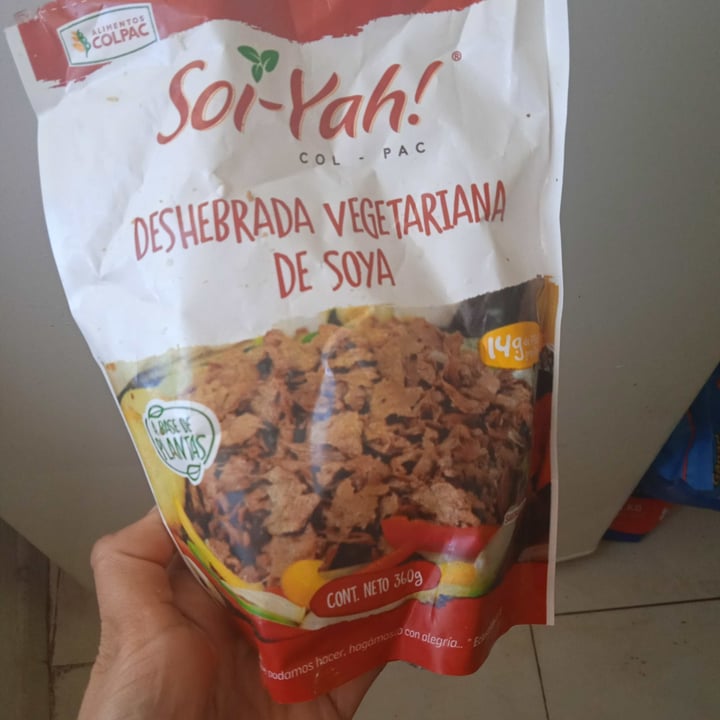 ALIMENTOS
COLPAC
Soi-Yah!®
COL - PAC
DESHEBRADA VEGETARIANA
DE SOYA
14g de
A BASE DE
PLANTAS
CONT. NETO 360g
podamos hacer, hagámoslo con alegría..."